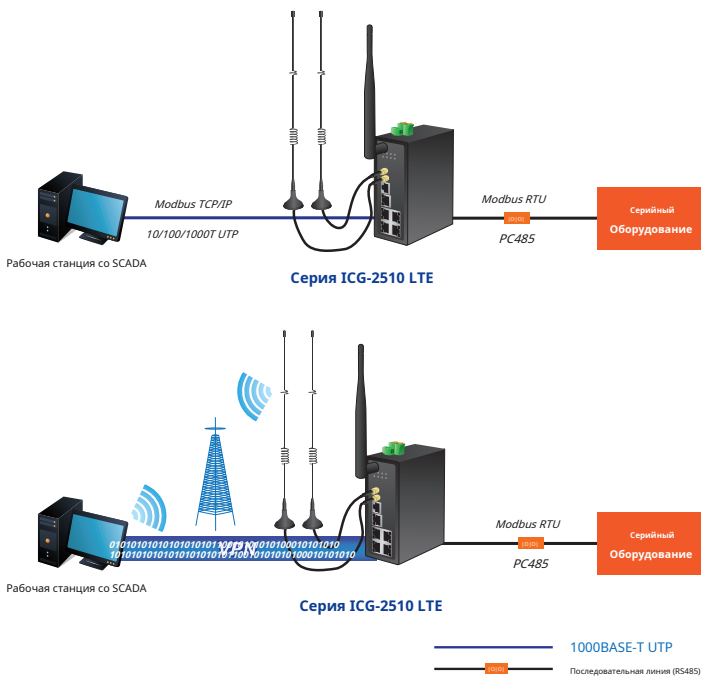 Modbus TCP/IP
10/100/1000T UTP
Рабочая станция со SCADA
Modbus RTU
|O|O|
PC485
Серийный
Оборудование
Серия ICG-2510 LTE
VPN
Рабочая станция со SCADA
Modbus RTU
|O|O|
PC485
Серийный
Оборудование
Серия ICG-2510 LTE
1000BASE-T UTP
|O|O|
Последовательная линия (RS485)